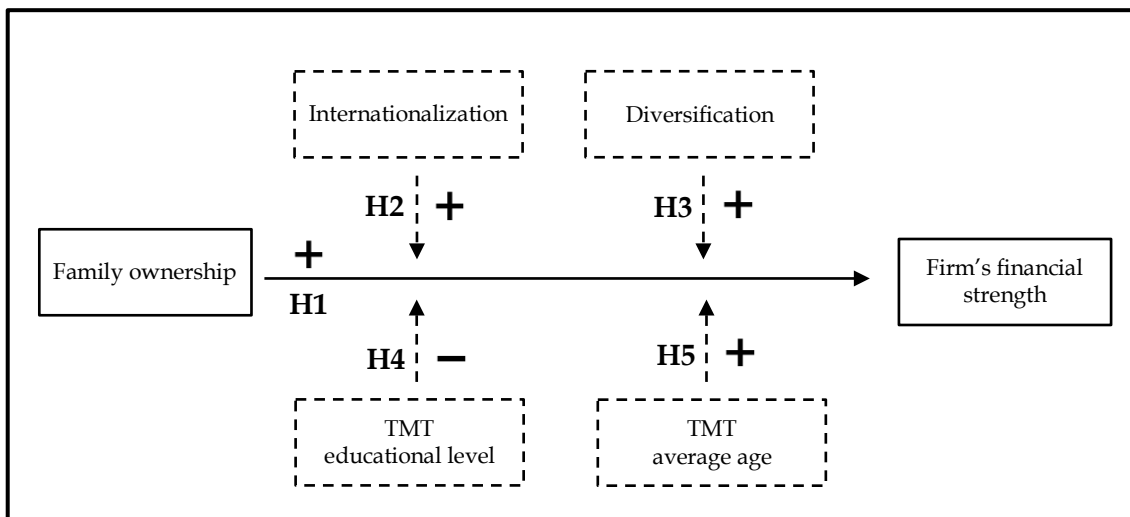 Internationalization
Diversification
H2 +
H3 +
Family ownership
+
H1
Firm’s financial
strength
H4 –
H5 +
TMT
educational level
TMT
average age